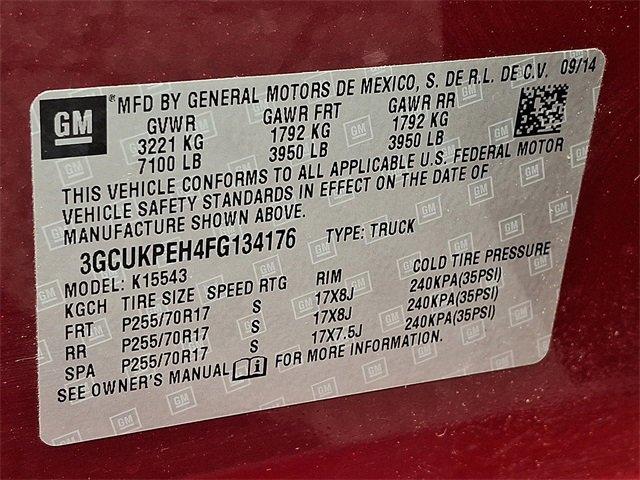 GM MFD BY GENERAL MOTORS DE MEXICO, S. DE R.L. DE C.V. 09/14
GVWR GAWR FRT GAWR RR
3221 KG 1792 KG 1792 KG
7100 LB 3950 LB 3950 LB
THIS VEHICLE CONFORMS TO ALL APPLICABLE U.S. FEDERAL MOTOR
VEHICLE SAFETY STANDARDS IN EFFECT ON THE DATE OF
MANUFACTURE SHOWN ABOVE.
3GCUKPEH4FG134176 TYPE: TRUCK
MODEL: K15543
KGCH TIRE SIZE SPEED RTG RIM COLD TIRE PRESSURE
FRT P255/70R17 S 17X8J 240KPA(35PSI)
RR P255/70R17 S 17X8J 240KPA(35PSI)
SPA P255/70R17 S 17X7.5J 240KPA(35PSI)
SEE OWNER'S MANUAL i FOR MORE INFORMATION.